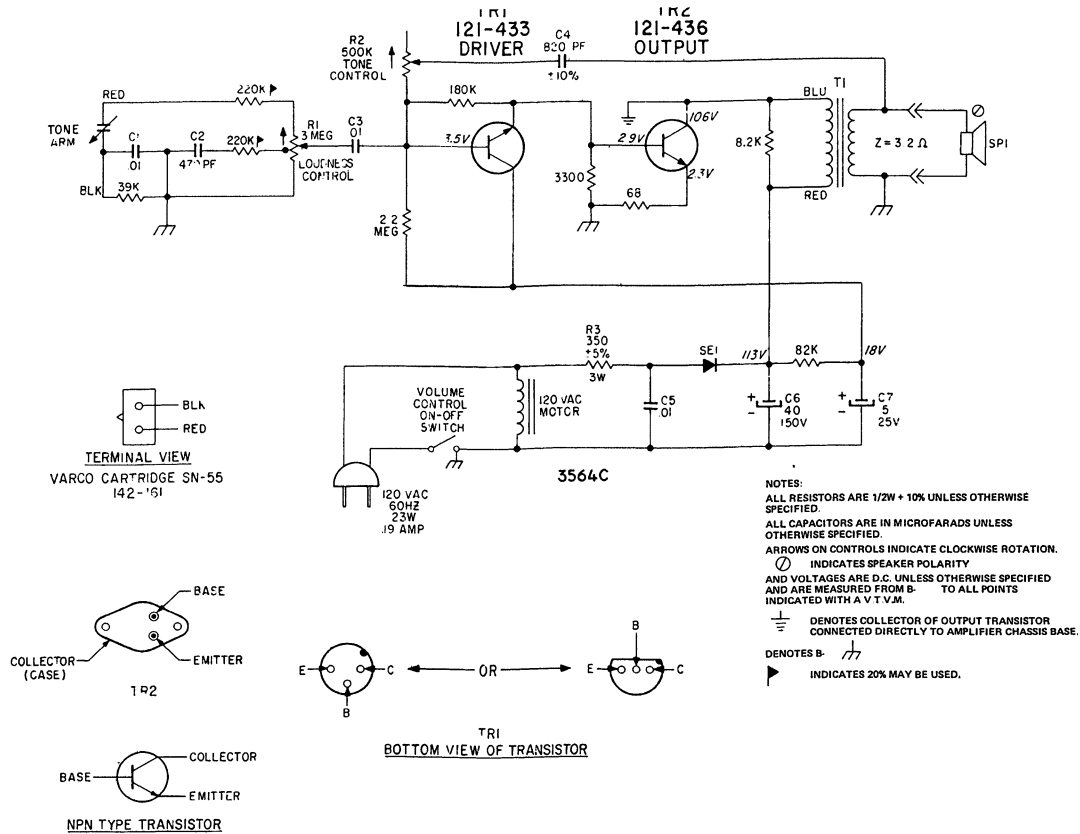 TR1
121-433
DRIVER
TR2
121-436
OUTPUT
R2
500K
TONE
CONTROL
C4
820 PF
±10%
T1
BLU
RED
220K
180K
106V
RED
TONE
ARM
C1
.01
C2
470 PF
220K
R1
3 MEG
LOUDNESS
CONTROL
C3
.01
3.5V
2.9V
8.2K
Z=3.2Ω
SP1
BLK
39K
3300
68
2.3V
2.2
MEG
R3
350
±5%
3W
SE1
113V
82K
18V
VOLUME
CONTROL
ON-OFF
SWITCH
120 VAC
MOTOR
C5
.01
+
-
C6
40
150V
+
-
C7
5
25V
BLK
RED
TERMINAL VIEW
VARCO CARTRIDGE SN-55
3564C
120 VAC
60HZ
23W
.19 AMP
NOTES:
ALL RESISTORS ARE 1/2W + 10% UNLESS OTHERWISE
SPECIFIED.
ALL CAPACITORS ARE IN MICROFARADS UNLESS
OTHERWISE SPECIFIED.
ARROWS ON CONTROLS INDICATE CLOCKWISE ROTATION.
INDICATES SPEAKER POLARITY
AND VOLTAGES ARE D.C. UNLESS OTHERWISE SPECIFIED
AND ARE MEASURED FROM B- TO ALL POINTS
INDICATED WITH A V T.V.M.
DENOTES COLLECTOR OF OUTPUT TRANSISTOR
CONNECTED DIRECTLY TO AMPLIFIER CHASSIS BASE.
DENOTES B-
INDICATES 20% MAY BE USED.
BASE
EMITTER
COLLECTOR
(CASE)
TR2
E
C
B
OR
B
E
C
TR1
BOTTOM VIEW OF TRANSISTOR
COLLECTOR
BASE
EMITTER
NPN TYPE TRANSISTOR